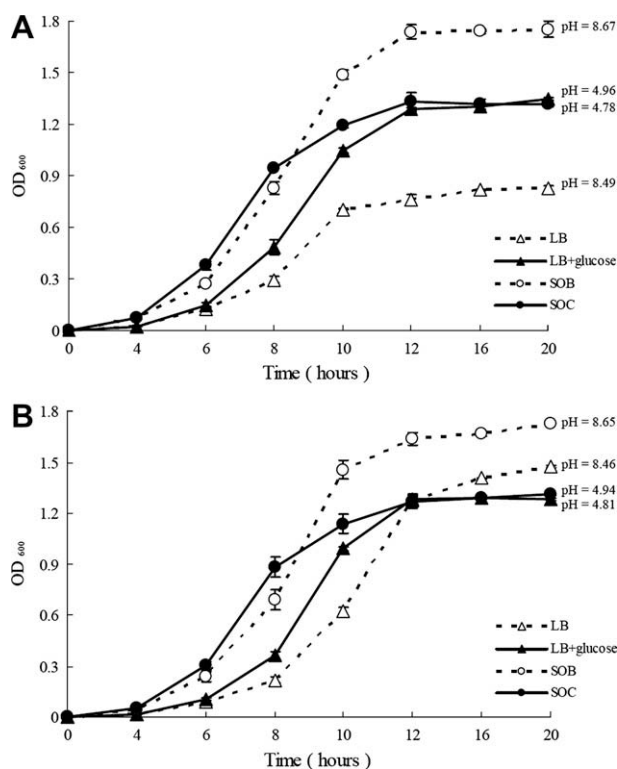 A
1.8
1.5
1.2
0.9
0.6
0.3
0
OD 600
0 4 6 8 10 12 16 20
Time ( hours )
pH = 8.67
pH = 4.96
pH = 4.78
pH = 8.49
LB
LB+glucose
SOB
SOC
B
1.8
1.5
1.2
0.9
0.6
0.3
0
OD 600
0 4 6 8 10 12 16 20
Time ( hours )
pH = 8.65
pH = 8.46
pH = 4.94
pH = 4.81
LB
LB+glucose
SOB
SOC